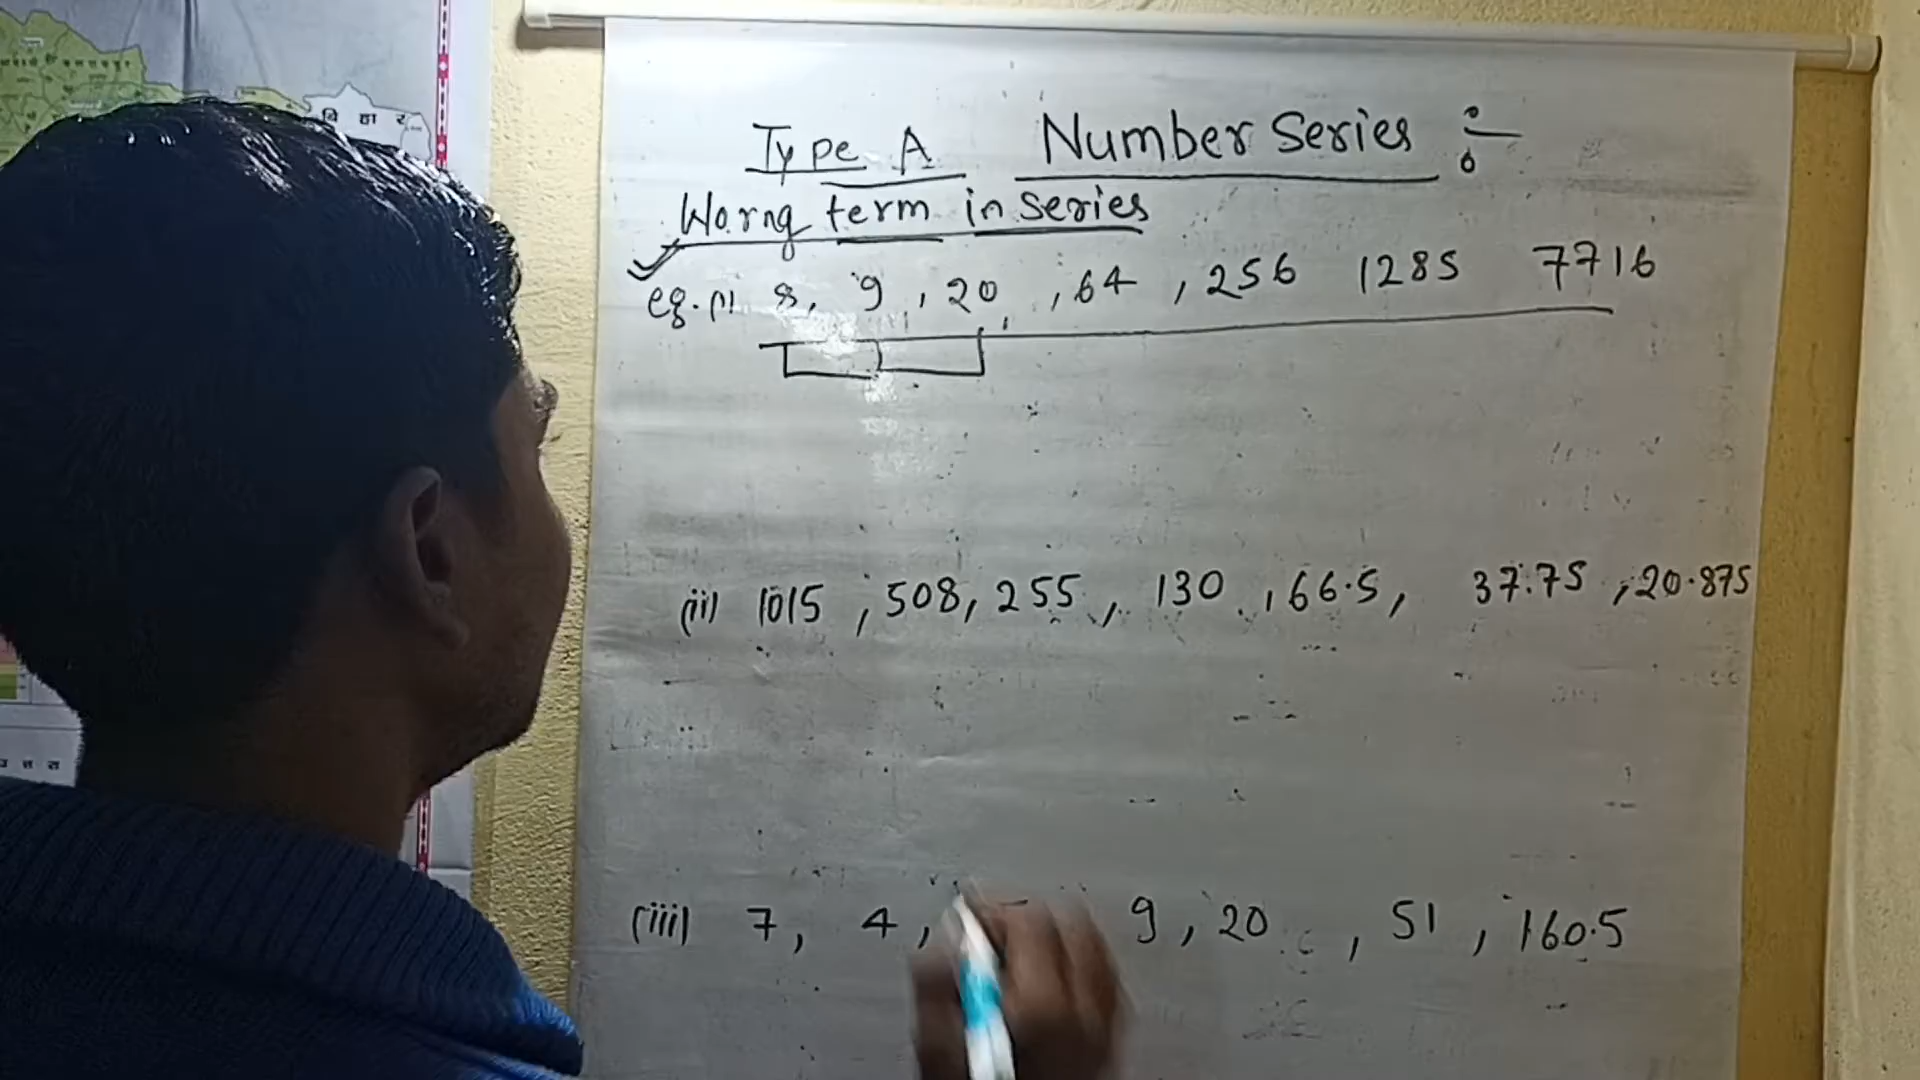 बिहार
Type A Number Series :-
Worng term in series
eg. (i) 8, 9, 20, 64, 256 1285 7716
(ii) 1015, 508, 255, 130, 66.5, 37.75, 20.875
(iii) 7, 4, 9, 20, 51, 160.5